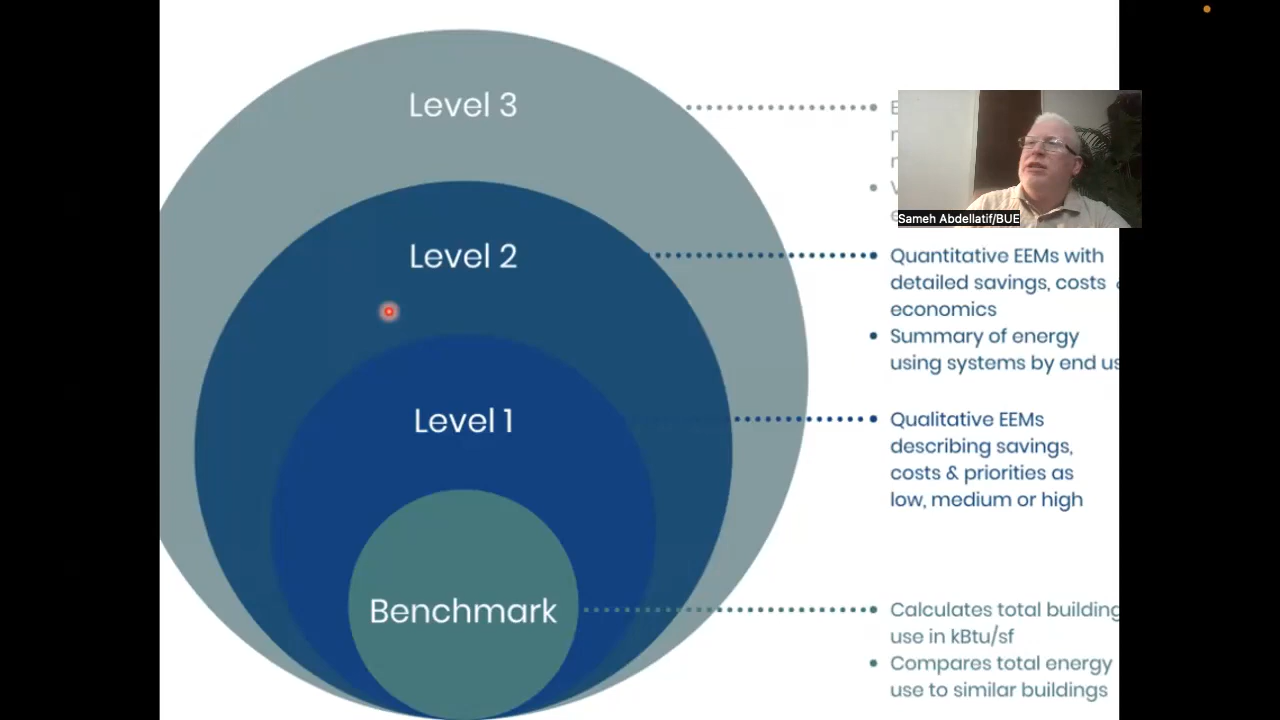 Level 3
Sameh Abdellatif/BUE
Level 2
Quantitative EEMs with
detailed savings, costs
economics
Summary of energy
using systems by end
Level 1
Qualitative EEMs
describing savings,
costs & priorities as
low, medium or high
Benchmark
Calculates total building
use in kBtu/sf
Compares total energy
use to similar buildings